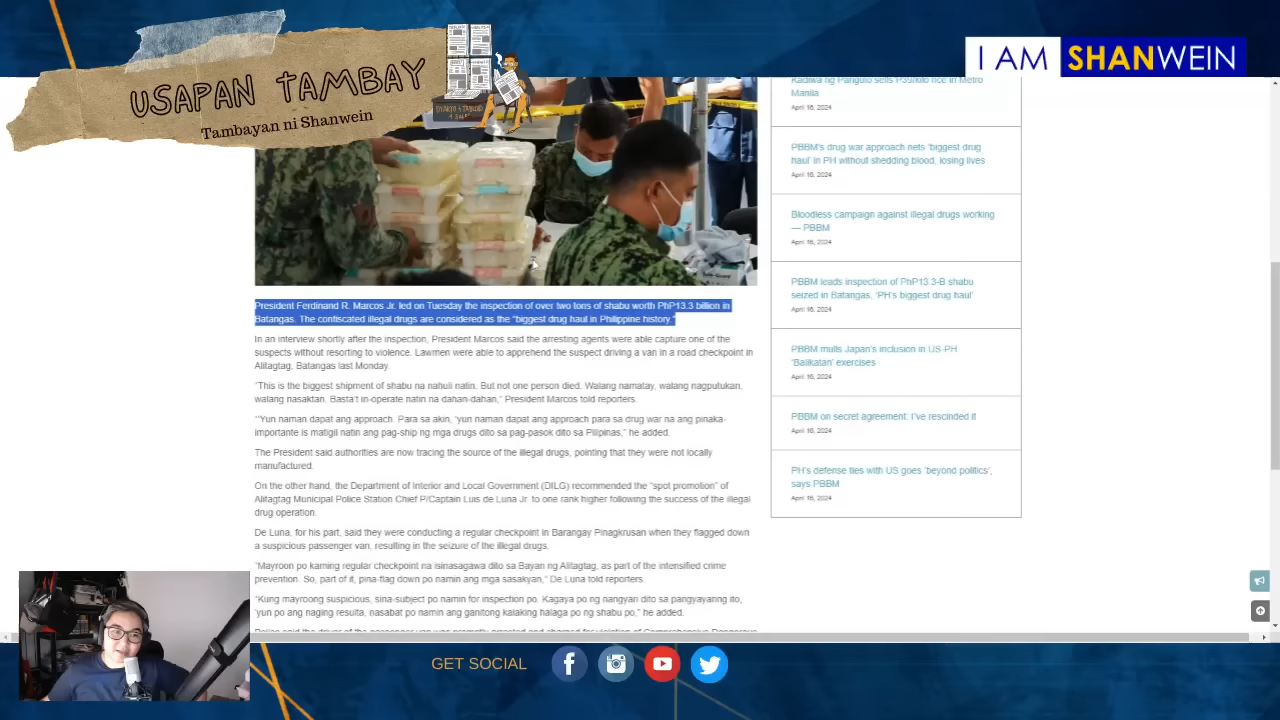 USAPAN TAMBAY
Tambayan ni Shanwein
I AM SHANWEIN
President Ferdinand R. Marcos Jr. led on Tuesday the inspection of over two tons of shabu worth PhP13.3 billion in
Batangas. The confiscated illegal drugs are considered as the "biggest drug haul in Philippine history."
In an interview shortly after the inspection, President Marcos said the arresting agents were able capture one of the
suspects without resorting to violence. Lawmen were able to apprehend the suspect driving a van in a road checkpoint in
Alitagtag, Batangas last Monday.
"This is the biggest shipment of shabu na nahuli natin. But not one person died. Walang namatay, walang nagputukan,
walang nasaktan. Basta't in-operate natin na dahan-dahan," President Marcos told reporters.
"'Yun naman dapat ang approach. Para sa akin, 'yun naman dapat ang approach para sa drug war na ang pinaka-
importante is matigil natin ang pag-ship ng mga drugs dito sa pag-pasok dito sa Pilipinas," he added.
The President said authorities are now tracing the source of the illegal drugs, pointing that they were not locally
manufactured.
On the other hand, the Department of Interior and Local Government (DILG) recommended the "spot promotion" of
Alitagtag Municipal Police Station Chief P/Captain Luis de Luna Jr. to one rank higher following the success of the illegal
drug operation.
De Luna, for his part, said they were conducting a regular checkpoint in Barangay Pinagkrusan when they flagged down
a suspicious passenger van, resulting in the seizure of the illegal drugs.
"Mayroon po kaming regular checkpoint na isinasagawa dito sa Bayan ng Alitagtag, as part of the intensified crime
prevention. So, part of it, pina-flag down po namin ang mga sasakyan," De Luna told reporters.
"Kung mayroong suspicious, sina-subject po namin for inspection po. Kagaya po ng nangyari dito sa pangyayaring ito,
'yun po ang naging resulta, nasabat po namin ang ganitong kalaking halaga po ng shabu po," he added.
Police said the driver of the passenger van was promptly arrested and charged for violation of Comprehensive Dangerous
Kadiwa ng Pangulo sells P39/kilo rice in Metro
Manila
April 16, 2024
PBBM's drug war approach nets 'biggest drug
haul' in PH without shedding blood, losing lives
April 16, 2024
Bloodless campaign against illegal drugs working
— PBBM
April 16, 2024
PBBM leads inspection of PhP13.3-B shabu
seized in Batangas, 'PH's biggest drug haul'
April 16, 2024
PBBM mulls Japan's inclusion in US-PH
'Balikatan' exercises
April 16, 2024
PBBM on secret agreement: I've rescinded it
April 16, 2024
PH's defense ties with US goes 'beyond politics',
says PBBM
April 16, 2024
GET SOCIAL